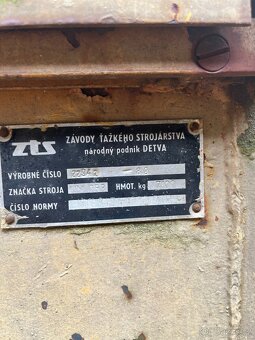 zts ZÁVODY ŤAŽKÉHO STROJÁRSTVA
národný podnik DETVA
VÝROBNÉ ČÍSLO
ZNAČKA STROJA HMOT. kg
ČÍSLO NORMY